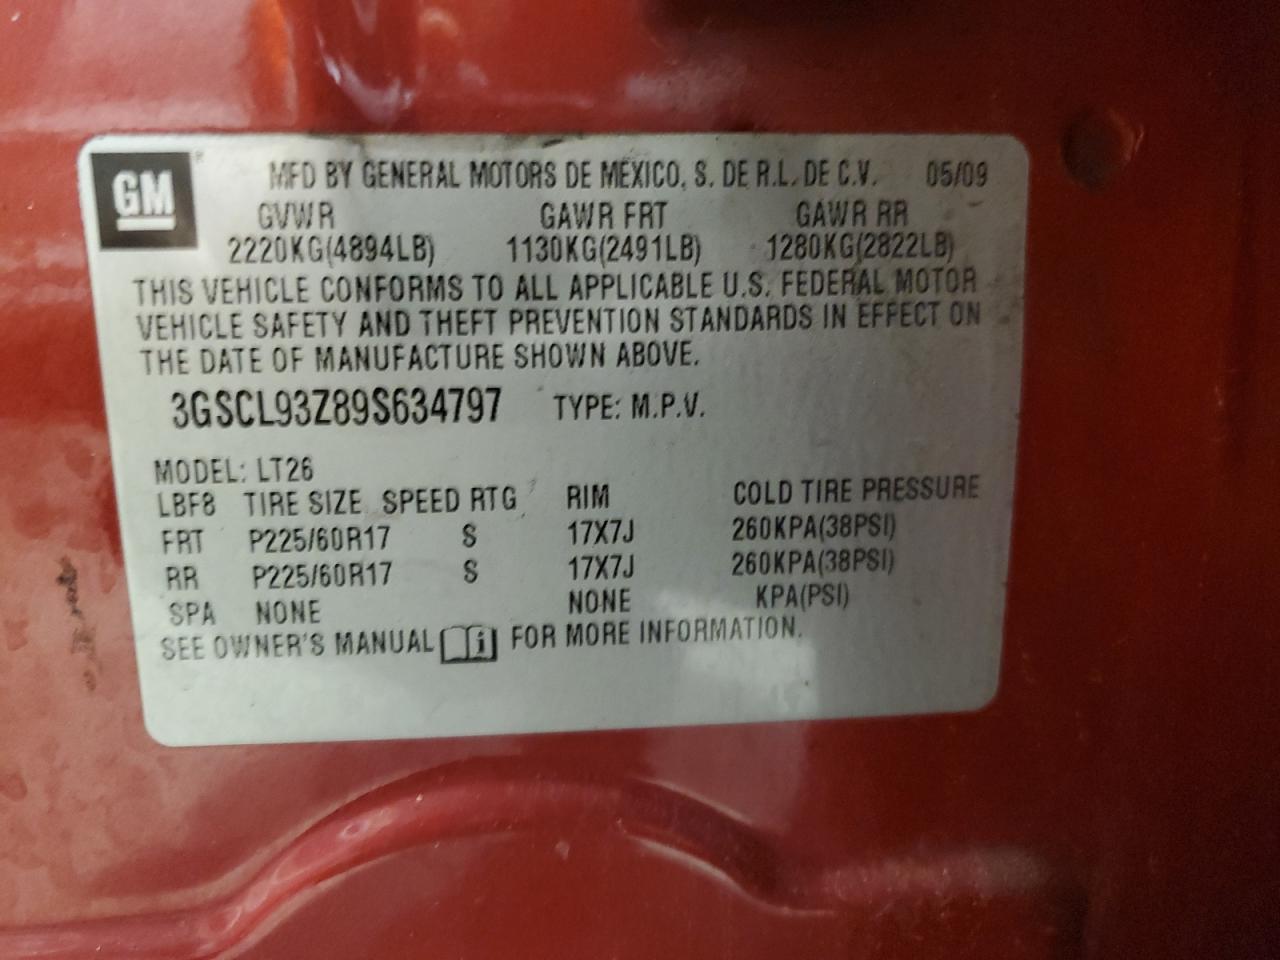 GM MFD BY GENERAL MOTORS DE MEXICO, S. DE R.L. DE C.V. 05/09
GVWR GAWR FRT GAWR RR
2220KG(4894LB) 1130KG(2491LB) 1280KG(2822LB)
THIS VEHICLE CONFORMS TO ALL APPLICABLE U.S. FEDERAL MOTOR
VEHICLE SAFETY AND THEFT PREVENTION STANDARDS IN EFFECT ON
THE DATE OF MANUFACTURE SHOWN ABOVE.
3GSCL93Z89S634797 TYPE: M.P.V.
MODEL: LT26
LBF8 TIRE SIZE SPEED RTG RIM COLD TIRE PRESSURE
FRT P225/60R17 S 17X7J 260KPA(38PSI)
RR P225/60R17 S 17X7J 260KPA(38PSI)
SPA NONE NONE KPA(PSI)
SEE OWNER'S MANUAL FOR MORE INFORMATION.